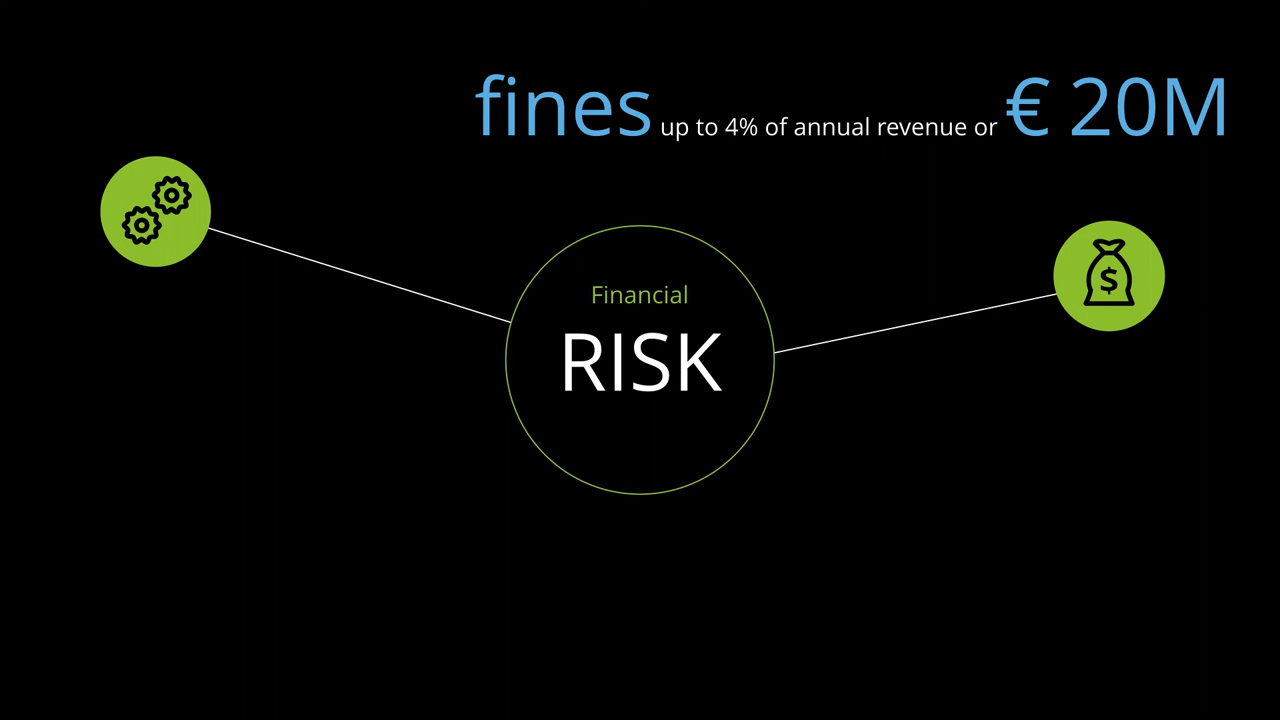 fines up to 4% of annual revenue or € 20M
Financial
RISK
$